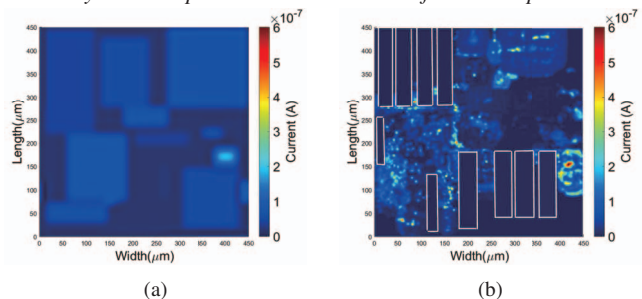 ×10⁻⁷ ×10⁻⁷
450 6 450 6
400 400
350 5 350 5
300 4 300 4
250 3 250 3
200 200
150 2 150 2
100 1 100 1
50 50
0 0 0 0
Length(μm) Current (A) Length(μm) Current (A)
0 50 100 150 200 250 300 350 400 450 0 50 100 150 200 250 300 350 400 450
Width(μm) Width(μm)
(a) (b)